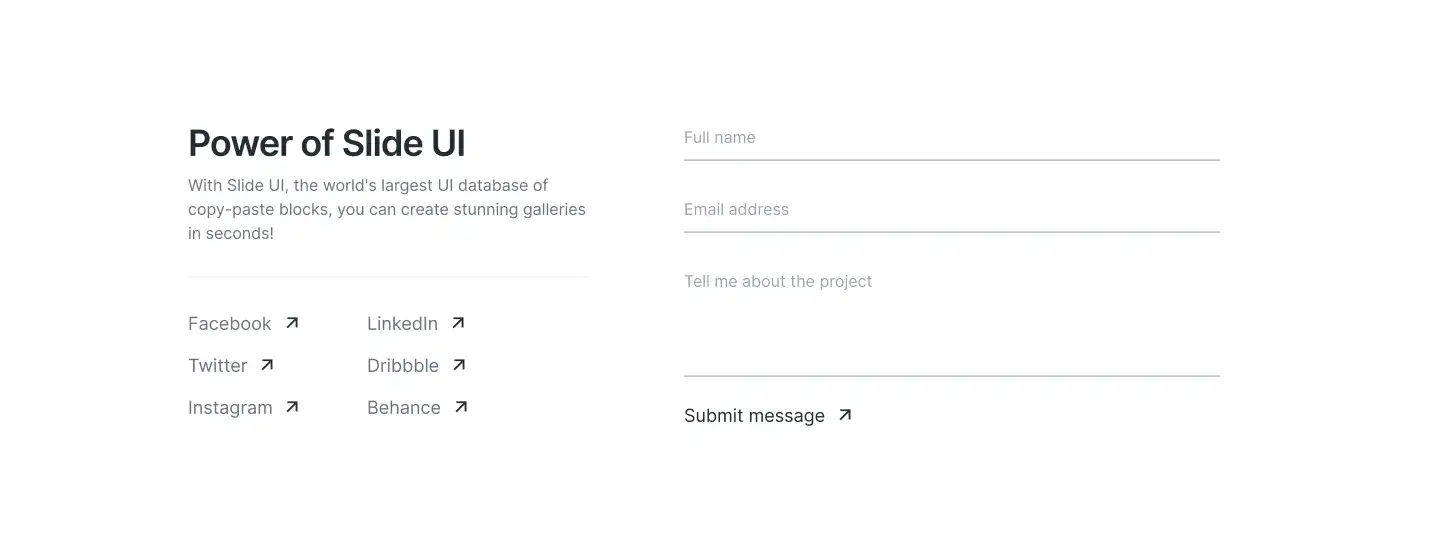 Power of Slide UI
With Slide UI, the world's largest UI database of
copy-paste blocks, you can create stunning galleries
in seconds!
Facebook
LinkedIn
Twitter
Dribbble
Instagram
Behance
Full name
Email address
Tell me about the project
Submit message